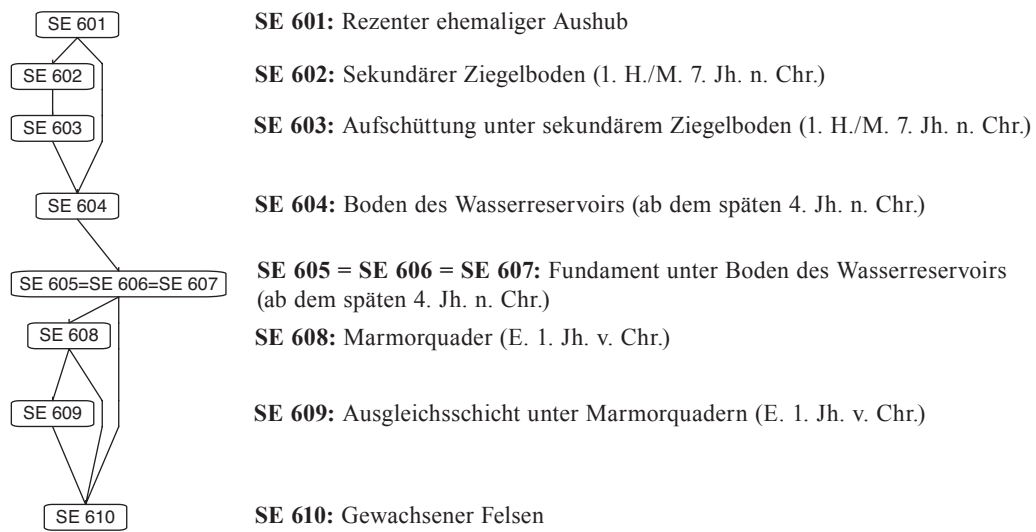 SE 601
SE 601: Rezenter ehemaliger Aushub
SE 602
SE 602: Sekundärer Ziegelboden (1. H./M. 7. Jh. n. Chr.)
SE 603
SE 603: Aufschüttung unter sekundärem Ziegelboden (1. H./M. 7. Jh. n. Chr.)
SE 604
SE 604: Boden des Wasserreservoirs (ab dem späten 4. Jh. n. Chr.)
SE 605=SE 606=SE 607
SE 605 = SE 606 = SE 607: Fundament unter Boden des Wasserreservoirs
(ab dem späten 4. Jh. n. Chr.)
SE 608
SE 608: Marmorquader (E. 1. Jh. v. Chr.)
SE 609
SE 609: Ausgleichsschicht unter Marmorquadern (E. 1. Jh. v. Chr.)
SE 610
SE 610: Gewachsener Felsen